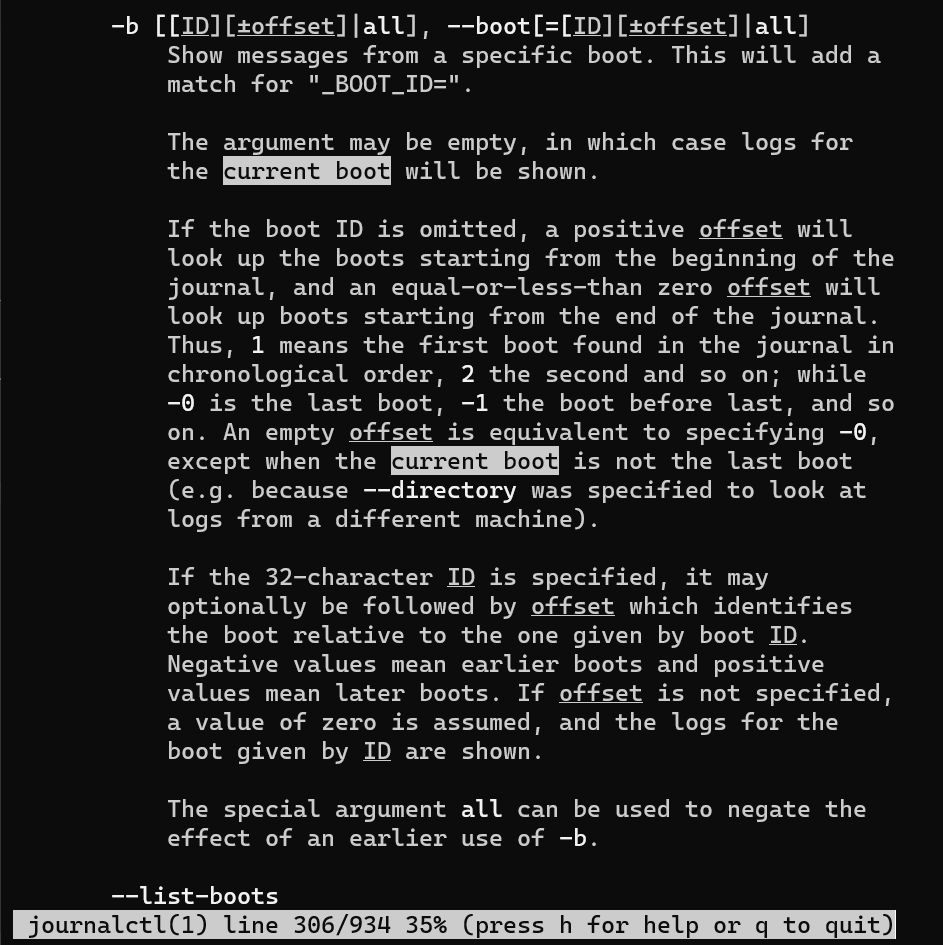 -b [[ID][±offset]|all], --boot[=[ID][±offset]|all]
Show messages from a specific boot. This will add a
match for "_BOOT_ID=".
The argument may be empty, in which case logs for
the current boot will be shown.
If the boot ID is omitted, a positive offset will
look up the boots starting from the beginning of the
journal, and an equal-or-less-than zero offset will
look up boots starting from the end of the journal.
Thus, 1 means the first boot found in the journal in
chronological order, 2 the second and so on; while
-0 is the last boot, -1 the boot before last, and so
on. An empty offset is equivalent to specifying -0,
except when the current boot is not the last boot
(e.g. because --directory was specified to look at
logs from a different machine).
If the 32-character ID is specified, it may
optionally be followed by offset which identifies
the boot relative to the one given by boot ID.
Negative values mean earlier boots and positive
values mean later boots. If offset is not specified,
a value of zero is assumed, and the logs for the
boot given by ID are shown.
The special argument all can be used to negate the
effect of an earlier use of -b.
--list-boots
journalctl(1) line 306/934 35% (press h for help or q to quit)